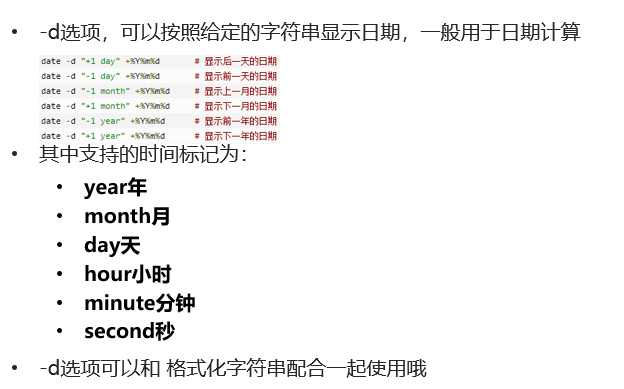 • -d选项，可以按照给定的字符串显示日期，一般用于日期计算
date -d "+1 day" +%Y%m%d # 显示后一天的日期
date -d "-1 day" +%Y%m%d # 显示前一天的日期
date -d "-1 month" +%Y%m%d # 显示上一月的日期
date -d "+1 month" +%Y%m%d # 显示下一月的日期
date -d "-1 year" +%Y%m%d # 显示前一年的日期
date -d "+1 year" +%Y%m%d # 显示下一年的日期
• 其中支持的时间标记为：
• year年
• month月
• day天
• hour小时
• minute分钟
• second秒
• -d选项可以和 格式化字符串配合一起使用哦